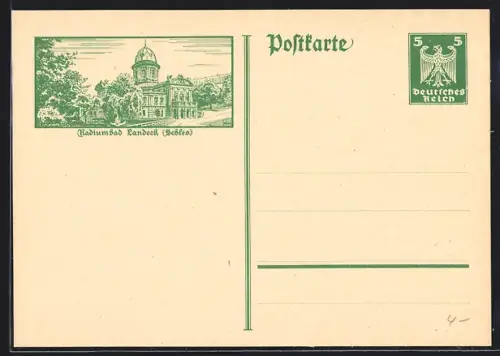 Postkarte
5 5
Deutsches
Reich
Radiumbad Landeck (Schles)
4-